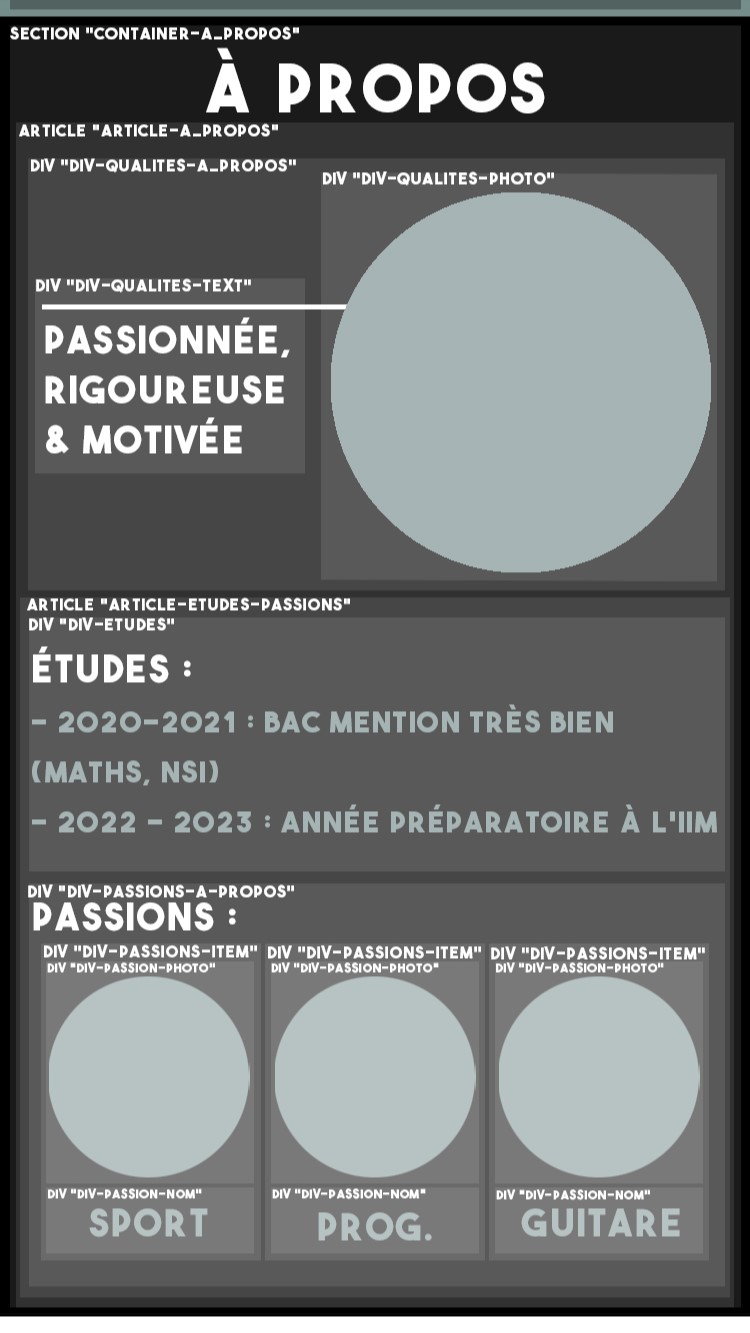 SECTION "CONTAINER-A_PROPOS"
À PROPOS
ARTICLE "ARTICLE-A_PROPOS"
DIV "DIV-QUALITES-A_PROPOS"
DIV "DIV-QUALITES-PHOTO"
DIV "DIV-QUALITES-TEXT"
PASSIONNÉE,
RIGOUREUSE
& MOTIVÉE
ARTICLE "ARTICLE-ETUDES-PASSIONS"
DIV "DIV-ETUDES"
ÉTUDES :
- 2020-2021 : BAC MENTION TRÈS BIEN
(MATHS, NSI)
- 2022 - 2023 : ANNÉE PRÉPARATOIRE À L'IIM
DIV "DIV-PASSIONS-A-PROPOS"
PASSIONS :
DIV "DIV-PASSIONS-ITEM" DIV "DIV-PASSIONS-ITEM" DIV "DIV-PASSIONS-ITEM"
DIV "DIV-PASSION-PHOTO" DIV "DIV-PASSION-PHOTO" DIV "DIV-PASSION-PHOTO"
DIV "DIV-PASSION-NOM" DIV "DIV-PASSION-NOM" DIV "DIV-PASSION-NOM"
SPORT PROG. GUITARE